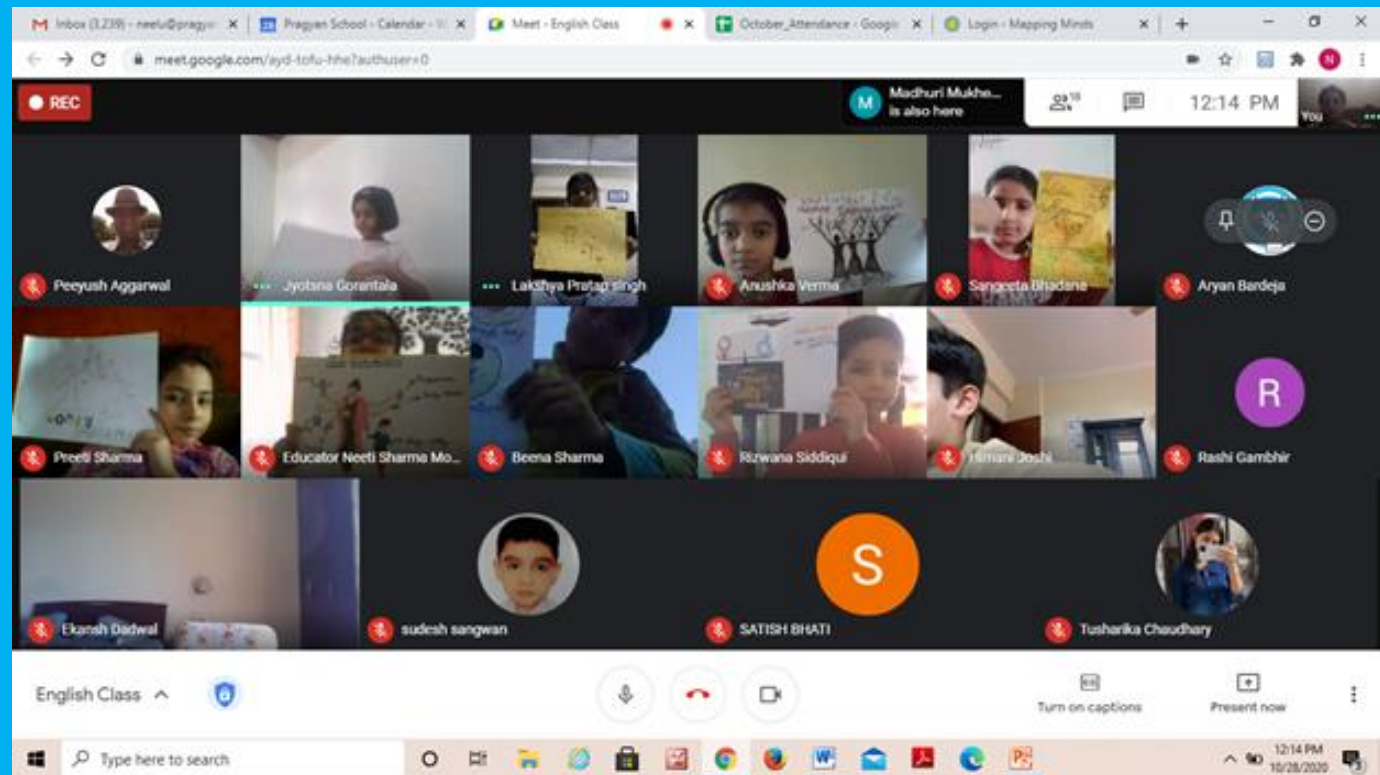 Inbox (3,239) - neelu@pragya
Pragyan School - Calendar - W
Meet - English Class
October_Attendance - Google
Login - Mapping Minds
meet.google.com/ayd-tofu-hhe?authuser=0
N
REC
M
Madhuri Mukhe...
is also here
18
12:14 PM
You
Peeyush Aggarwal
Jyotsna Gorantala
Lakshya Pratap singh
Anushka Verma
Sangeeta Bhadana
Aryan Bardeja
Preeti Sharma
Educator Neeti Sharma Mo...
Beena Sharma
Rizwana Siddiqui
Himani Joshi
R
Rashi Gambhir
Ekansh Dadwal
sudesh sangwan
S
SATISH BHATI
Tusharika Chaudhary
English Class
Turn on captions
Present now
Type here to search
12:14 PM
10/28/2020